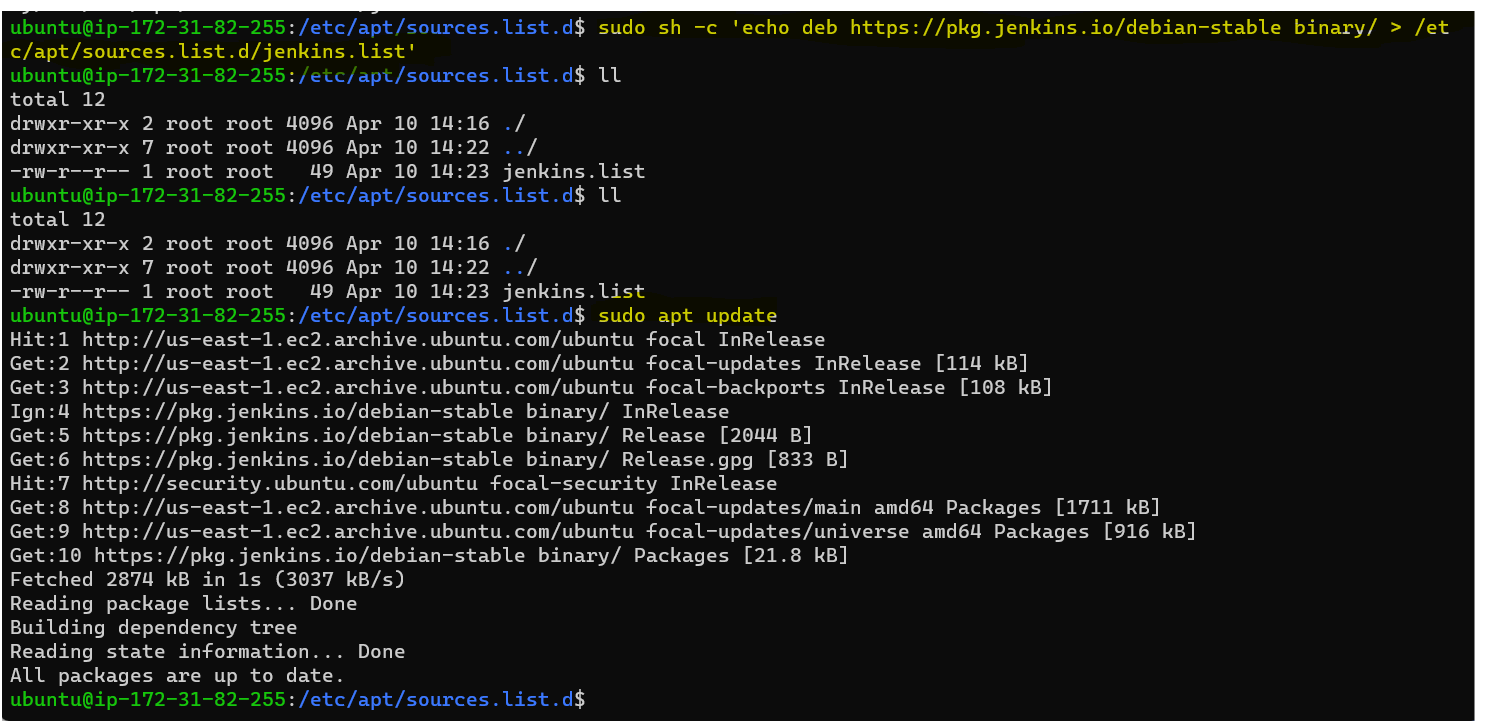 ubuntu@ip-172-31-82-255:/etc/apt/sources.list.d$ sudo sh -c 'echo deb https://pkg.jenkins.io/debian-stable binary/ > /et
c/apt/sources.list.d/jenkins.list'
ubuntu@ip-172-31-82-255:/etc/apt/sources.list.d$ ll
total 12
drwxr-xr-x 2 root root 4096 Apr 10 14:16 ./
drwxr-xr-x 7 root root 4096 Apr 10 14:22 ../
-rw-r--r-- 1 root root   49 Apr 10 14:23 jenkins.list
ubuntu@ip-172-31-82-255:/etc/apt/sources.list.d$ ll
total 12
drwxr-xr-x 2 root root 4096 Apr 10 14:16 ./
drwxr-xr-x 7 root root 4096 Apr 10 14:22 ../
-rw-r--r-- 1 root root   49 Apr 10 14:23 jenkins.list
ubuntu@ip-172-31-82-255:/etc/apt/sources.list.d$ sudo apt update
Hit:1 http://us-east-1.ec2.archive.ubuntu.com/ubuntu focal InRelease
Get:2 http://us-east-1.ec2.archive.ubuntu.com/ubuntu focal-updates InRelease [114 kB]
Get:3 http://us-east-1.ec2.archive.ubuntu.com/ubuntu focal-backports InRelease [108 kB]
Ign:4 https://pkg.jenkins.io/debian-stable binary/ InRelease
Get:5 https://pkg.jenkins.io/debian-stable binary/ Release [2044 B]
Get:6 https://pkg.jenkins.io/debian-stable binary/ Release.gpg [833 B]
Hit:7 http://security.ubuntu.com/ubuntu focal-security InRelease
Get:8 http://us-east-1.ec2.archive.ubuntu.com/ubuntu focal-updates/main amd64 Packages [1711 kB]
Get:9 http://us-east-1.ec2.archive.ubuntu.com/ubuntu focal-updates/universe amd64 Packages [916 kB]
Get:10 https://pkg.jenkins.io/debian-stable binary/ Packages [21.8 kB]
Fetched 2874 kB in 1s (3037 kB/s)
Reading package lists... Done
Building dependency tree
Reading state information... Done
All packages are up to date.
ubuntu@ip-172-31-82-255:/etc/apt/sources.list.d$